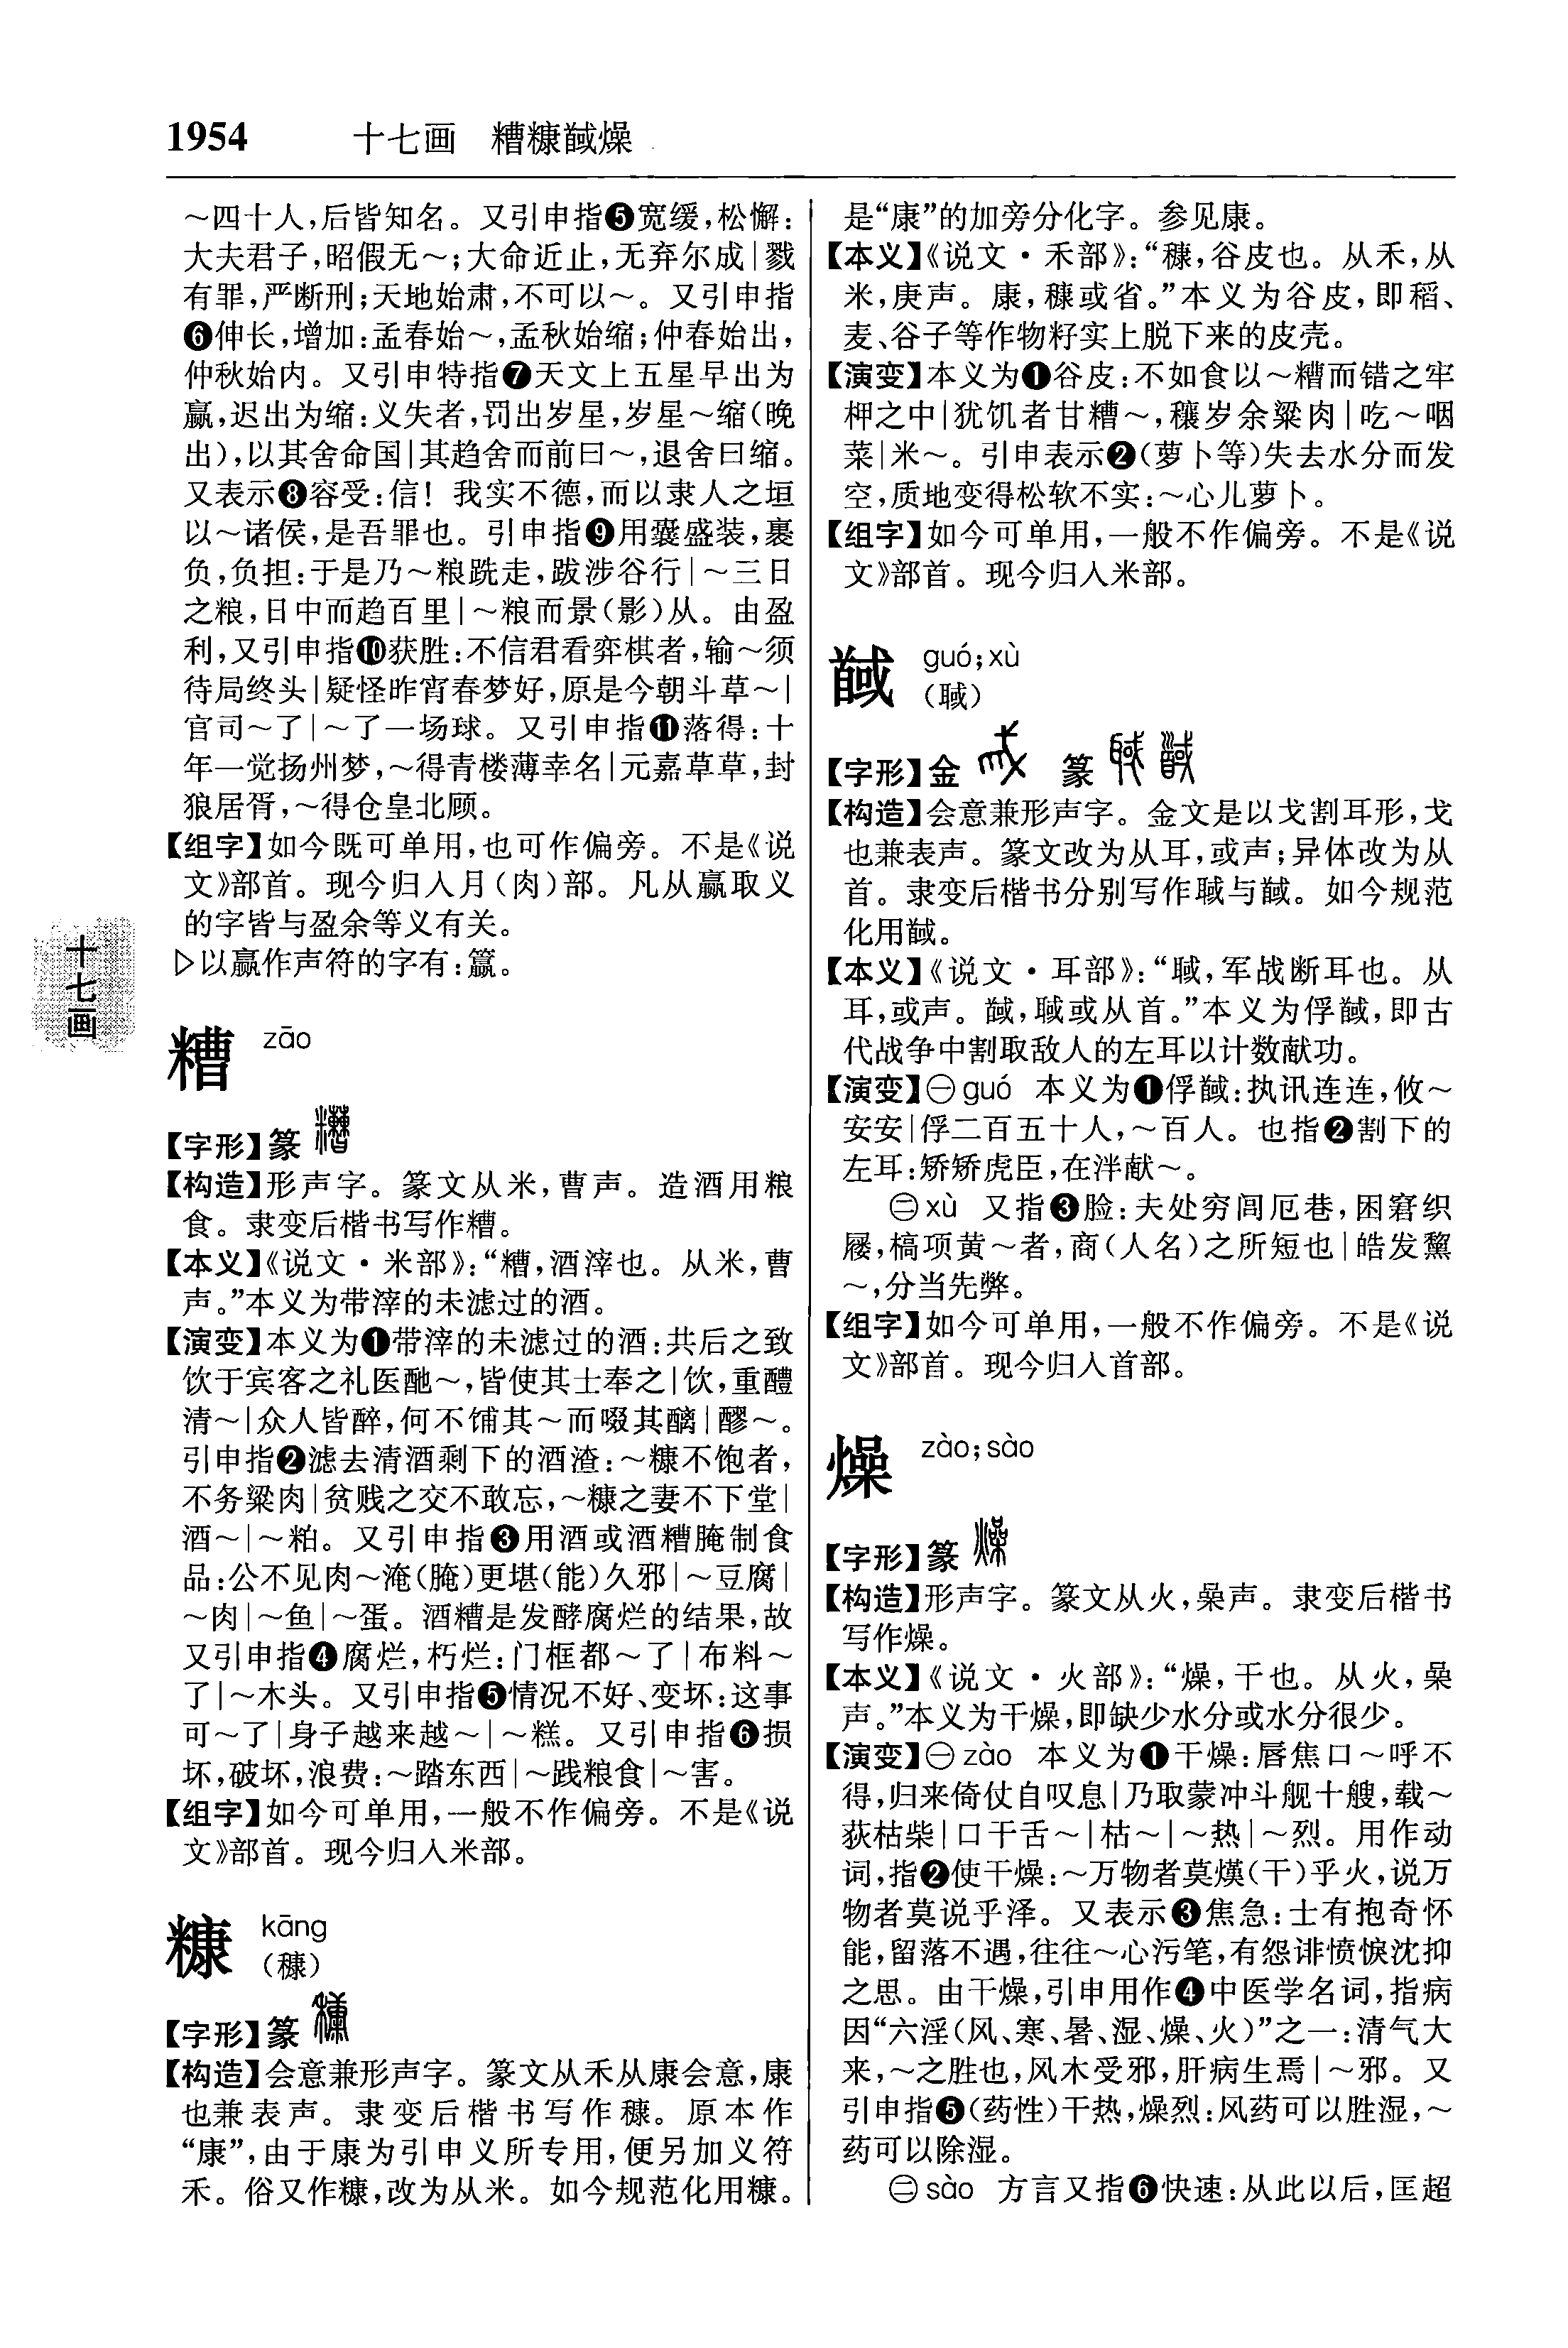 1954 十七画 糟糠馘燥
～四十人,后皆知名。又引申指❺宽缓,松懈:
大夫君子,昭假无～;大命近止,无弃尔成|戮
有罪,严断刑;天地始肃,不可以～。又引申指
❻伸长,增加:孟春始～,孟秋始缩;仲春始出,
仲秋始内。又引申特指❼天文上五星早出为
赢,迟出为缩:义失者,罚出岁星,岁星～缩(晚
出),以其舍命国|其趋舍而前曰～,退舍曰缩。
又表示❽容受:信！我实不德,而以隶人之垣
以～诸侯,是吾罪也。引申指❾用囊盛装,裹
负,负担:于是乃～粮跣走,跋涉谷行|～三日
之粮,日中而趋百里|～粮而景(影)从。由盈
利,又引申指❿获胜:不信君看弈棋者,输～须
待局终头|疑怪昨宵春梦好,原是今朝斗草～|
官司～了|～了一场球。又引申指⓫落得:十
年一觉扬州梦,～得青楼薄幸名|元嘉草草,封
狼居胥,～得仓皇北顾。
【组字】如今既可单用,也可作偏旁。不是《说
文》部首。现今归入月(肉)部。凡从赢取义
的字皆与盈余等义有关。
▷以赢作声符的字有:籯。
糟 zāo
【字形】篆
【构造】形声字。篆文从米,曹声。造酒用粮
食。隶变后楷书写作糟。
【本义】《说文·米部》:“糟,酒滓也。从米,曹
声。”本义为带滓的未滤过的酒。
【演变】本义为❶带滓的未滤过的酒:共后之致
饮于宾客之礼医酏～,皆使其士奉之|饮,重醴
清～|众人皆醉,何不铺其～而啜其醨|醪～。
引申指❷滤去清酒剩下的酒渣:～糠不饱者,
不务粱肉|贫贱之交不敢忘,～糠之妻不下堂|
酒～|～粕。又引申指❸用酒或酒糟腌制食
品:公不见肉～淹(腌)更堪(能)久邪|～豆腐|
～肉|～鱼|～蛋。酒糟是发酵腐烂的结果,故
又引申指❹腐烂,朽烂:门框都～了|布料～
了|～木头。又引申指❺情况不好、变坏:这事
可～了|身子越来越～|～糕。又引申指❻损
坏,破坏,浪费:～踏东西|～践粮食|～害。
【组字】如今可单用,一般不作偏旁。不是《说
文》部首。现今归入米部。
糠 kāng
(穅)
【字形】篆
【构造】会意兼形声字。篆文从禾从康会意,康
也兼表声。隶变后楷书写作穅。原本作
“康”,由于康为引申义所专用,便另加义符
禾。俗又作糠,改为从米。如今规范化用糠。
是“康”的加旁分化字。参见康。
【本义】《说文·禾部》:“穅,谷皮也。从禾,从
米,庚声。康,穅或省。”本义为谷皮,即稻、
麦、谷子等作物籽实上脱下来的皮壳。
【演变】本义为❶谷皮:不如食以～糟而错之牢
柙之中|犹饥者甘糟～,穰岁余粱肉|吃～咽
菜|米～。引申表示❷(萝卜等)失去水分而发
空,质地变得松软不实:～心儿萝卜。
【组字】如今可单用,一般不作偏旁。不是《说
文》部首。现今归入米部。
馘 guó;xù
(聝)
【字形】金 篆
【构造】会意兼形声字。金文是以戈割耳形,戈
也兼表声。篆文改为从耳,或声;异体改为从
首。隶变后楷书分别写作聝与馘。如今规范
化用馘。
【本义】《说文·耳部》:“聝,军战断耳也。从
耳,或声。馘,聝或从首。”本义为俘馘,即古
代战争中割取敌人的左耳以计数献功。
【演变】㊀guó 本义为❶俘馘:执讯连连,攸～
安安|俘二百五十人,～百人。也指❷割下的
左耳:矫矫虎臣,在泮献～。
㊁xù 又指❸脸:夫处穷闾厄巷,困窘织
屦,槁项黄～者,商(人名)之所短也|皓发黧
～,分当先弊。
【组字】如今可单用,一般不作偏旁。不是《说
文》部首。现今归入首部。
燥 zào;sào
【字形】篆
【构造】形声字。篆文从火,喿声。隶变后楷书
写作燥。
【本义】《说文·火部》:“燥,干也。从火,喿
声。”本义为干燥,即缺少水分或水分很少。
【演变】㊀zào 本义为❶干燥:唇焦口～呼不
得,归来倚仗自叹息|乃取蒙冲斗舰十艘,载～
荻枯柴|口干舌～|枯～|～热|～烈。用作动
词,指❷使干燥:～万物者莫熯(干)乎火,说万
物者莫说乎泽。又表示❸焦急:士有抱奇怀
能,留落不遇,往往～心污笔,有怨诽愤悷沈抑
之思。由干燥,引申用作❹中医学名词,指病
因“六淫(风、寒、暑、湿、燥、火)”之一:清气大
来,～之胜也,风木受邪,肝病生焉|～邪。又
引申指❺(药性)干热,燥烈:风药可以胜湿,～
药可以除湿。
㊁sào 方言又指❻快速:从此以后,匡超
十七画